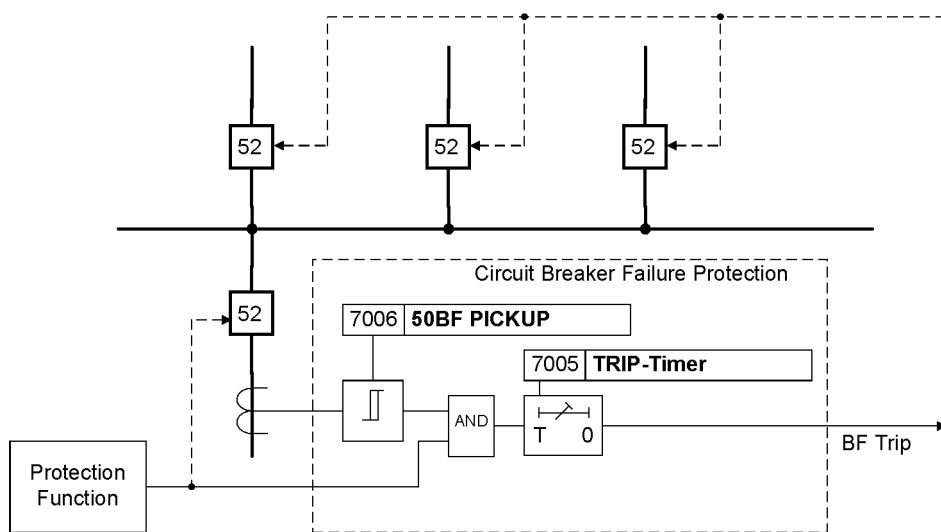 52
52
52
Circuit Breaker Failure Protection
52
7006 50BF PICKUP
7005 TRIP-Timer
AND
T 0
BF Trip
Protection
Function